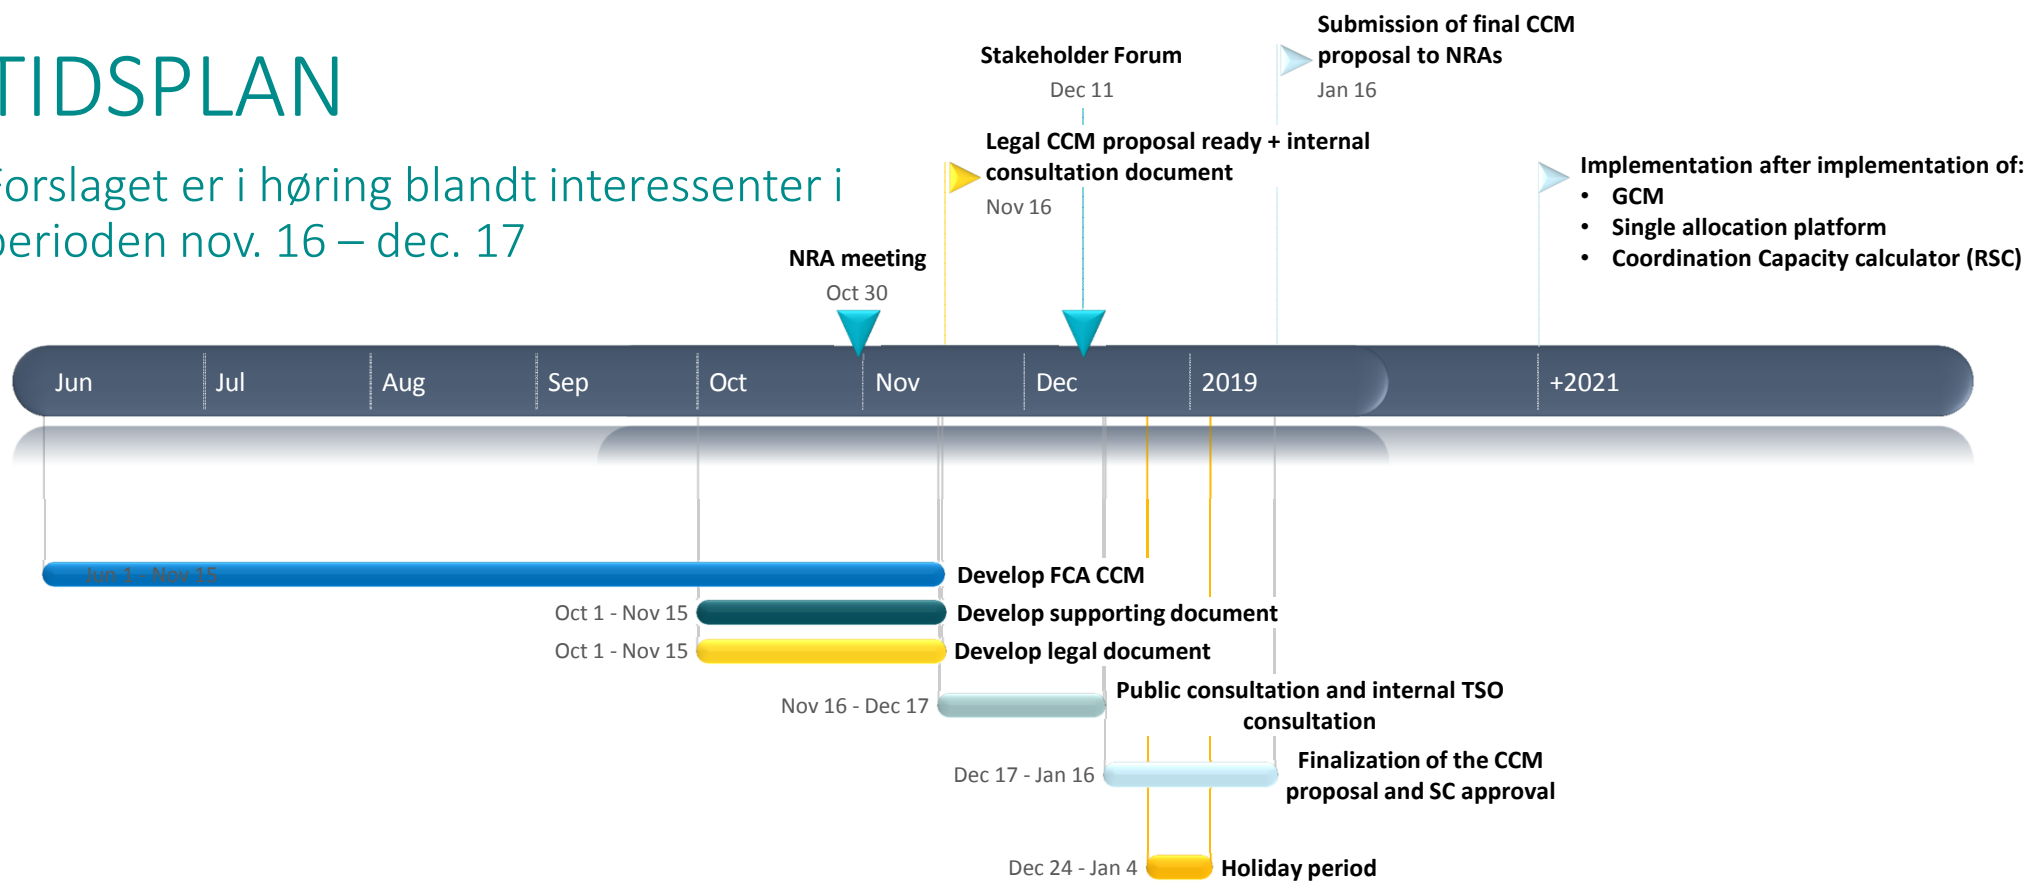 TIDSPLAN
Forslaget er i høring blandt interessenter i
perioden nov. 16 – dec. 17
Submission of final CCM
proposal to NRAs
Jan 16
Stakeholder Forum
Dec 11
Legal CCM proposal ready + internal
consultation document
Nov 16
Implementation after implementation of:
• GCM
• Single allocation platform
• Coordination Capacity calculator (RSC)
NRA meeting
Oct 30
Jun Jul Aug Sep Oct Nov Dec 2019 +2021
Jun 1 - Nov 15 Develop FCA CCM
Oct 1 - Nov 15 Develop supporting document
Oct 1 - Nov 15 Develop legal document
Nov 16 - Dec 17 Public consultation and internal TSO
consultation
Dec 17 - Jan 16 Finalization of the CCM
proposal and SC approval
Dec 24 - Jan 4 Holiday period